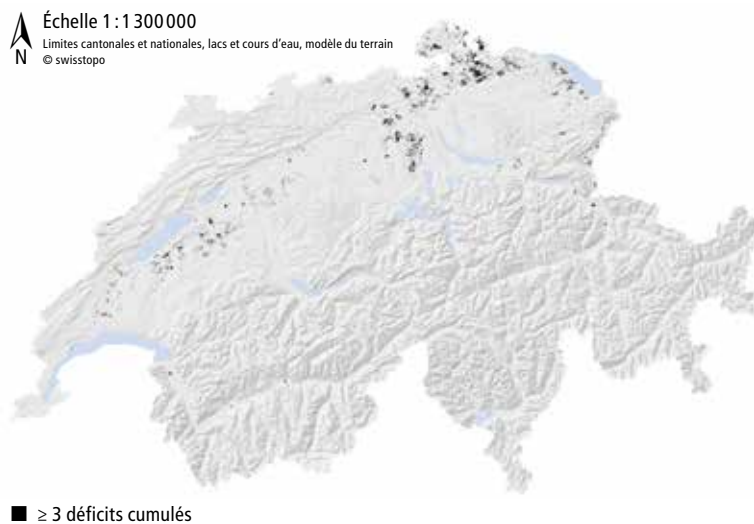 Échelle 1:1 300 000
Limites cantonales et nationales, lacs et cours d'eau, modèle du terrain
© swisstopo
N
≥ 3 déficits cumulés